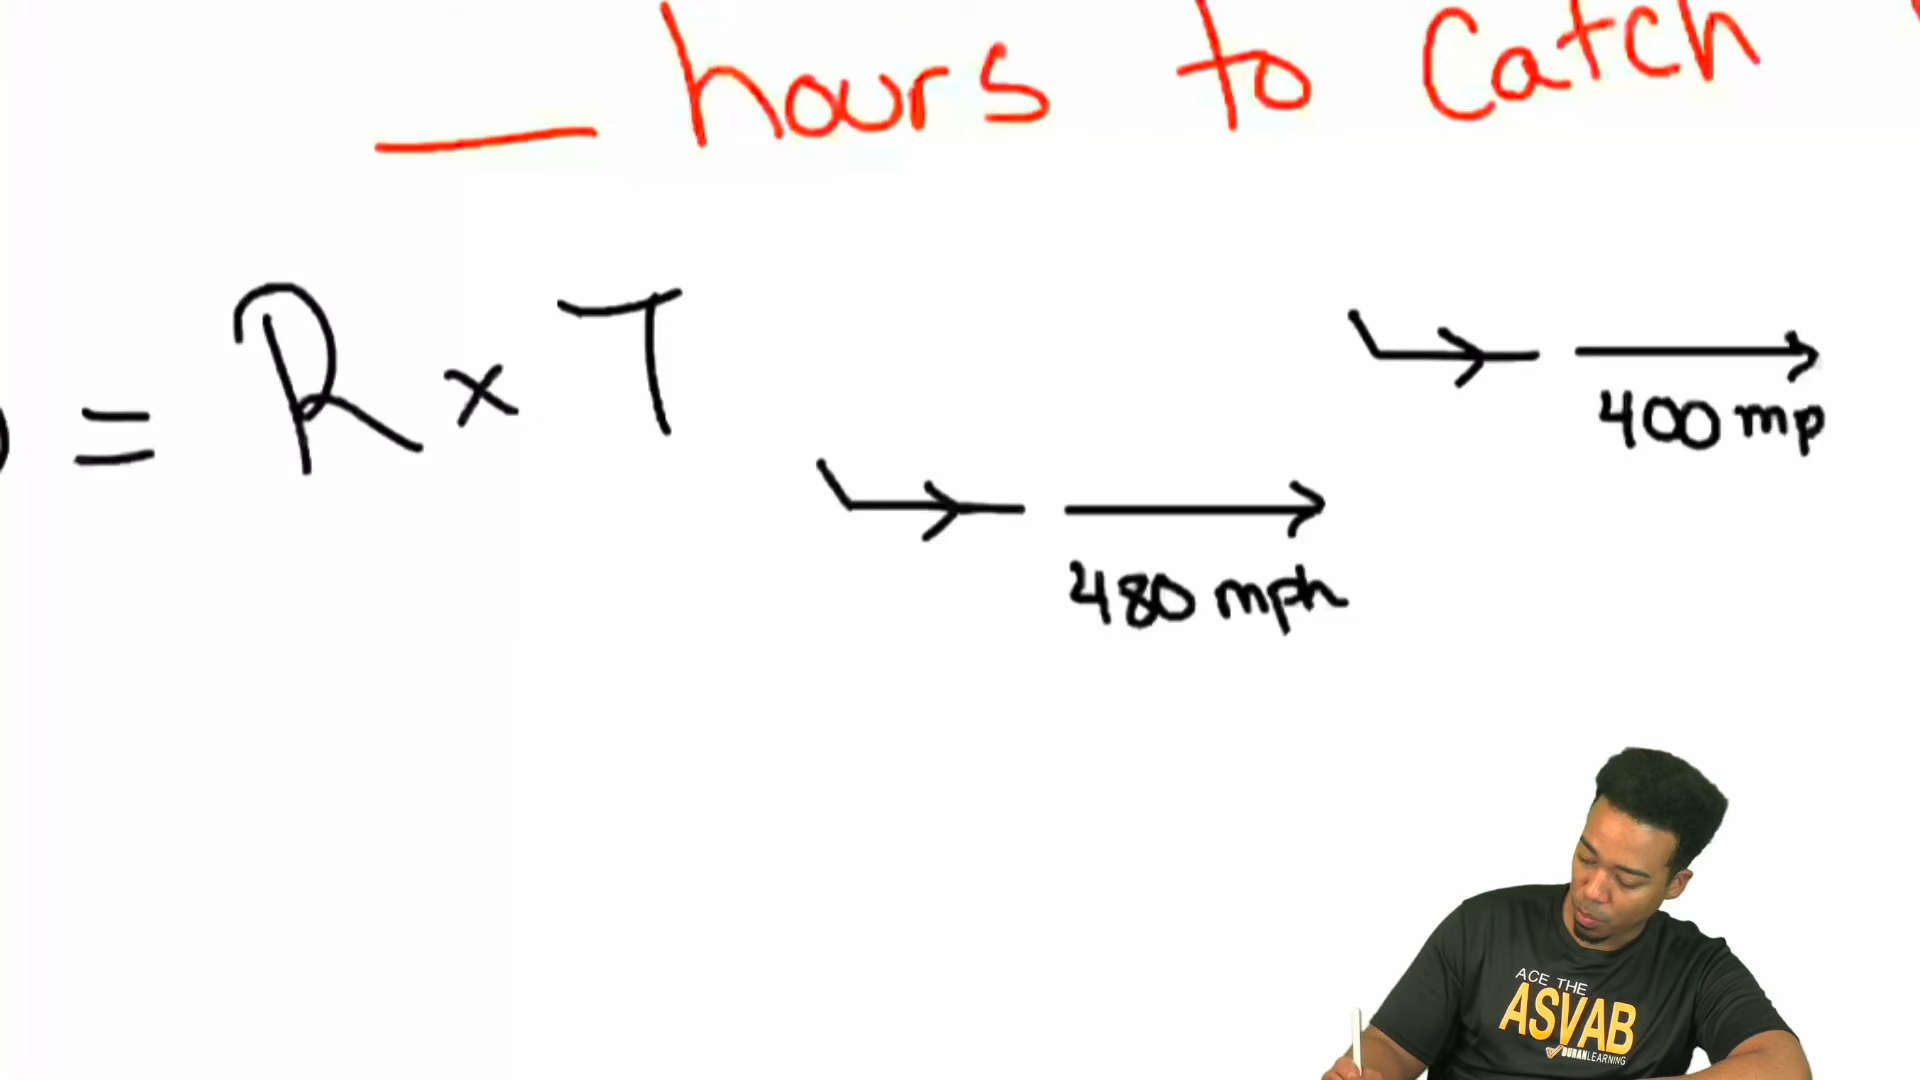 ___ hours to catch
= R x T
400 mp
480 mph
ACE THE
ASVAB
DURANLEARNING